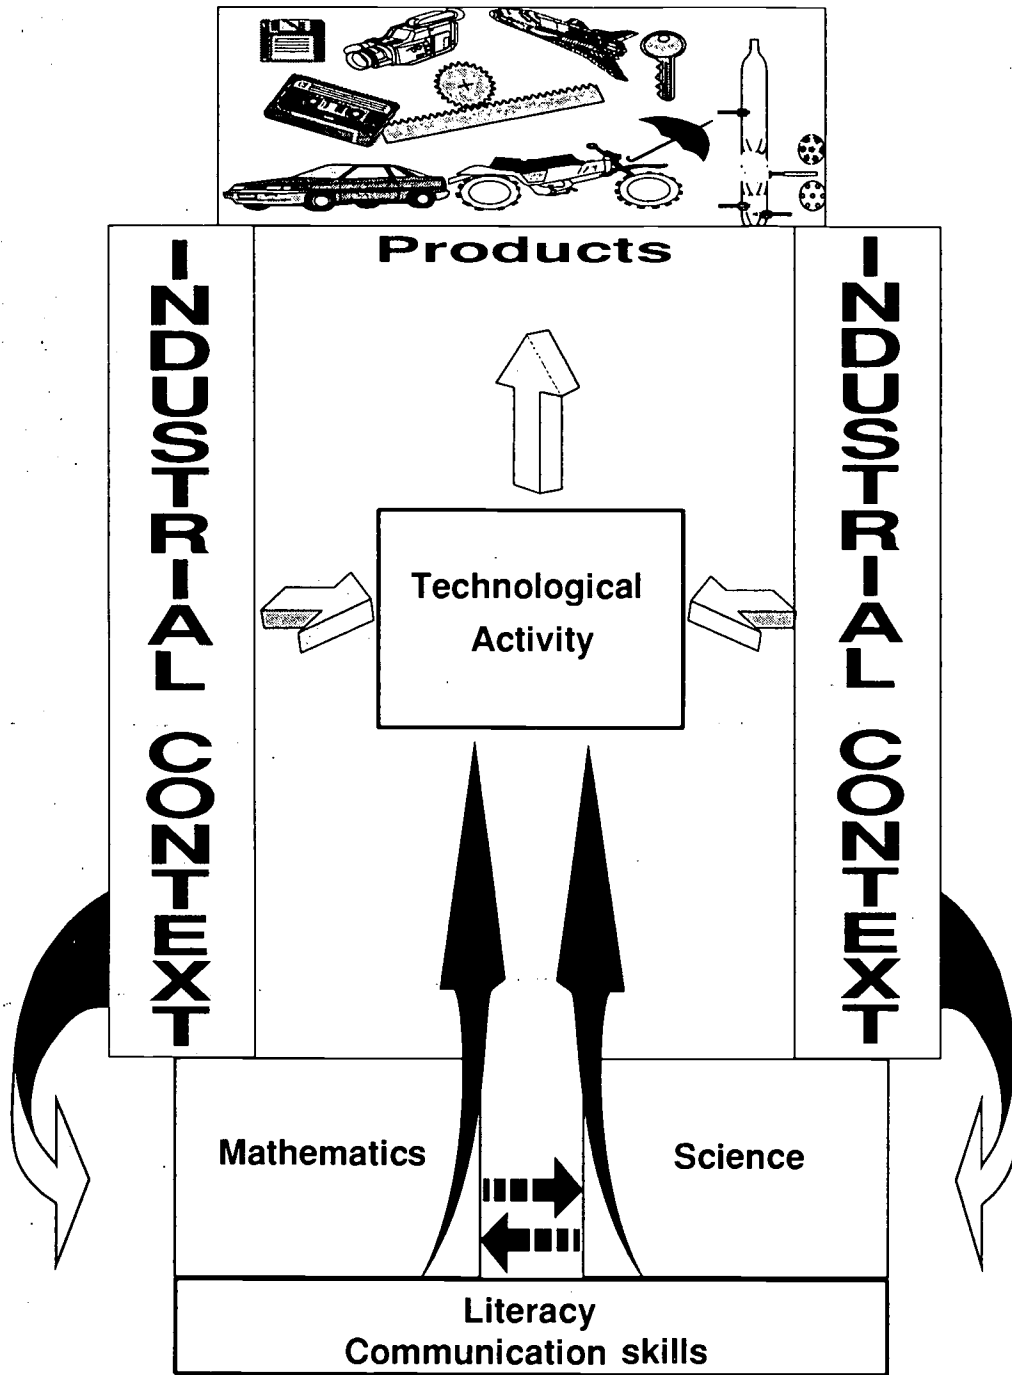 Products
INDUSTRIAL CONTEXT
INDUSTRIAL CONTEXT
Technological
Activity
Mathematics
Science
Literacy
Communication skills